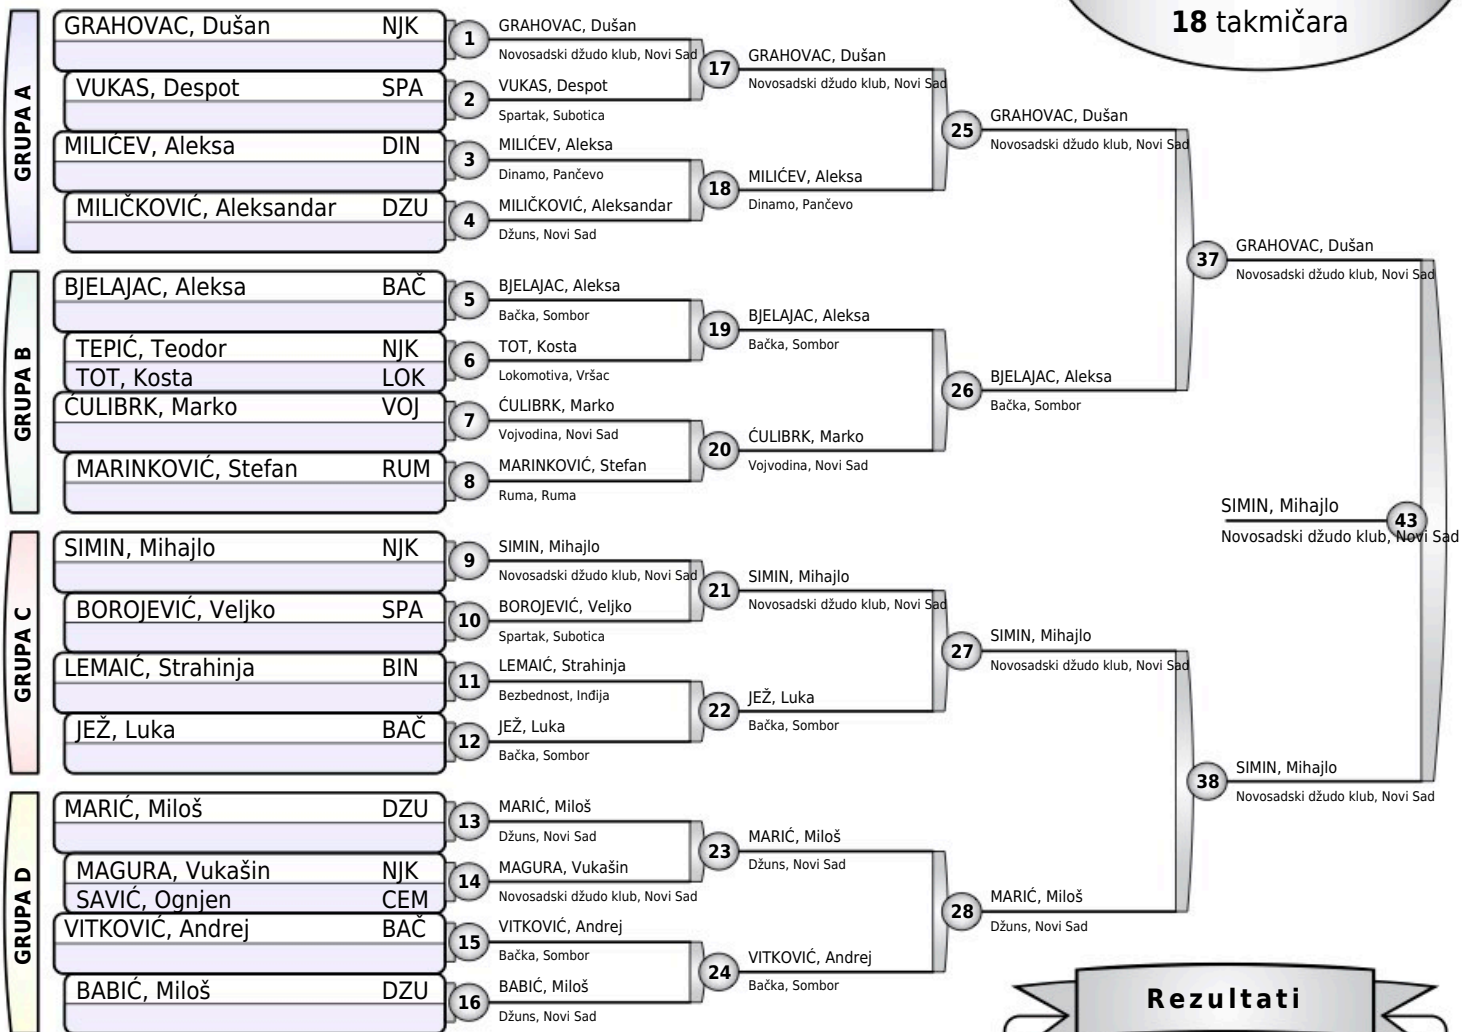 18 takmičara
GRUPA A
GRAHOVAC, Dušan NJK
VUKAS, Despot SPA
MILIĆEV, Aleksa DIN
MILIČKOVIĆ, Aleksandar DZU
GRUPA B
BJELAJAC, Aleksa BAČ
TEPIĆ, Teodor NJK
TOT, Kosta LOK
ĆULIBRK, Marko VOJ
MARINKOVIĆ, Stefan RUM
GRUPA C
SIMIN, Mihajlo NJK
BOROJEVIĆ, Veljko SPA
LEMAIĆ, Strahinja BIN
JEŽ, Luka BAČ
GRUPA D
MARIĆ, Miloš DZU
MAGURA, Vukašin NJK
SAVIĆ, Ognjen CEM
VITKOVIĆ, Andrej BAČ
BABIĆ, Miloš DZU
1 GRAHOVAC, Dušan
Novosadski džudo klub, Novi Sad
2 VUKAS, Despot
Spartak, Subotica
3 MILIĆEV, Aleksa
Dinamo, Pančevo
4 MILIČKOVIĆ, Aleksandar
Džuns, Novi Sad
5 BJELAJAC, Aleksa
Bačka, Sombor
6 TOT, Kosta
Lokomotiva, Vršac
7 ĆULIBRK, Marko
Vojvodina, Novi Sad
8 MARINKOVIĆ, Stefan
Ruma, Ruma
9 SIMIN, Mihajlo
Novosadski džudo klub, Novi Sad
10 BOROJEVIĆ, Veljko
Spartak, Subotica
11 LEMAIĆ, Strahinja
Bezbednost, Inđija
12 JEŽ, Luka
Bačka, Sombor
13 MARIĆ, Miloš
Džuns, Novi Sad
14 MAGURA, Vukašin
Novosadski džudo klub, Novi Sad
15 VITKOVIĆ, Andrej
Bačka, Sombor
16 BABIĆ, Miloš
Džuns, Novi Sad
17 GRAHOVAC, Dušan
Novosadski džudo klub, Novi Sad
18 MILIĆEV, Aleksa
Dinamo, Pančevo
19 BJELAJAC, Aleksa
Bačka, Sombor
20 ĆULIBRK, Marko
Vojvodina, Novi Sad
21 SIMIN, Mihajlo
Novosadski džudo klub, Novi Sad
22 JEŽ, Luka
Bačka, Sombor
23 MARIĆ, Miloš
Džuns, Novi Sad
24 VITKOVIĆ, Andrej
Bačka, Sombor
25 GRAHOVAC, Dušan
Novosadski džudo klub, Novi Sad
26 BJELAJAC, Aleksa
Bačka, Sombor
27 SIMIN, Mihajlo
Novosadski džudo klub, Novi Sad
28 MARIĆ, Miloš
Džuns, Novi Sad
37 GRAHOVAC, Dušan
Novosadski džudo klub, Novi Sad
38 SIMIN, Mihajlo
Novosadski džudo klub, Novi Sad
SIMIN, Mihajlo 43
Novosadski džudo klub, Novi Sad
Rezultati